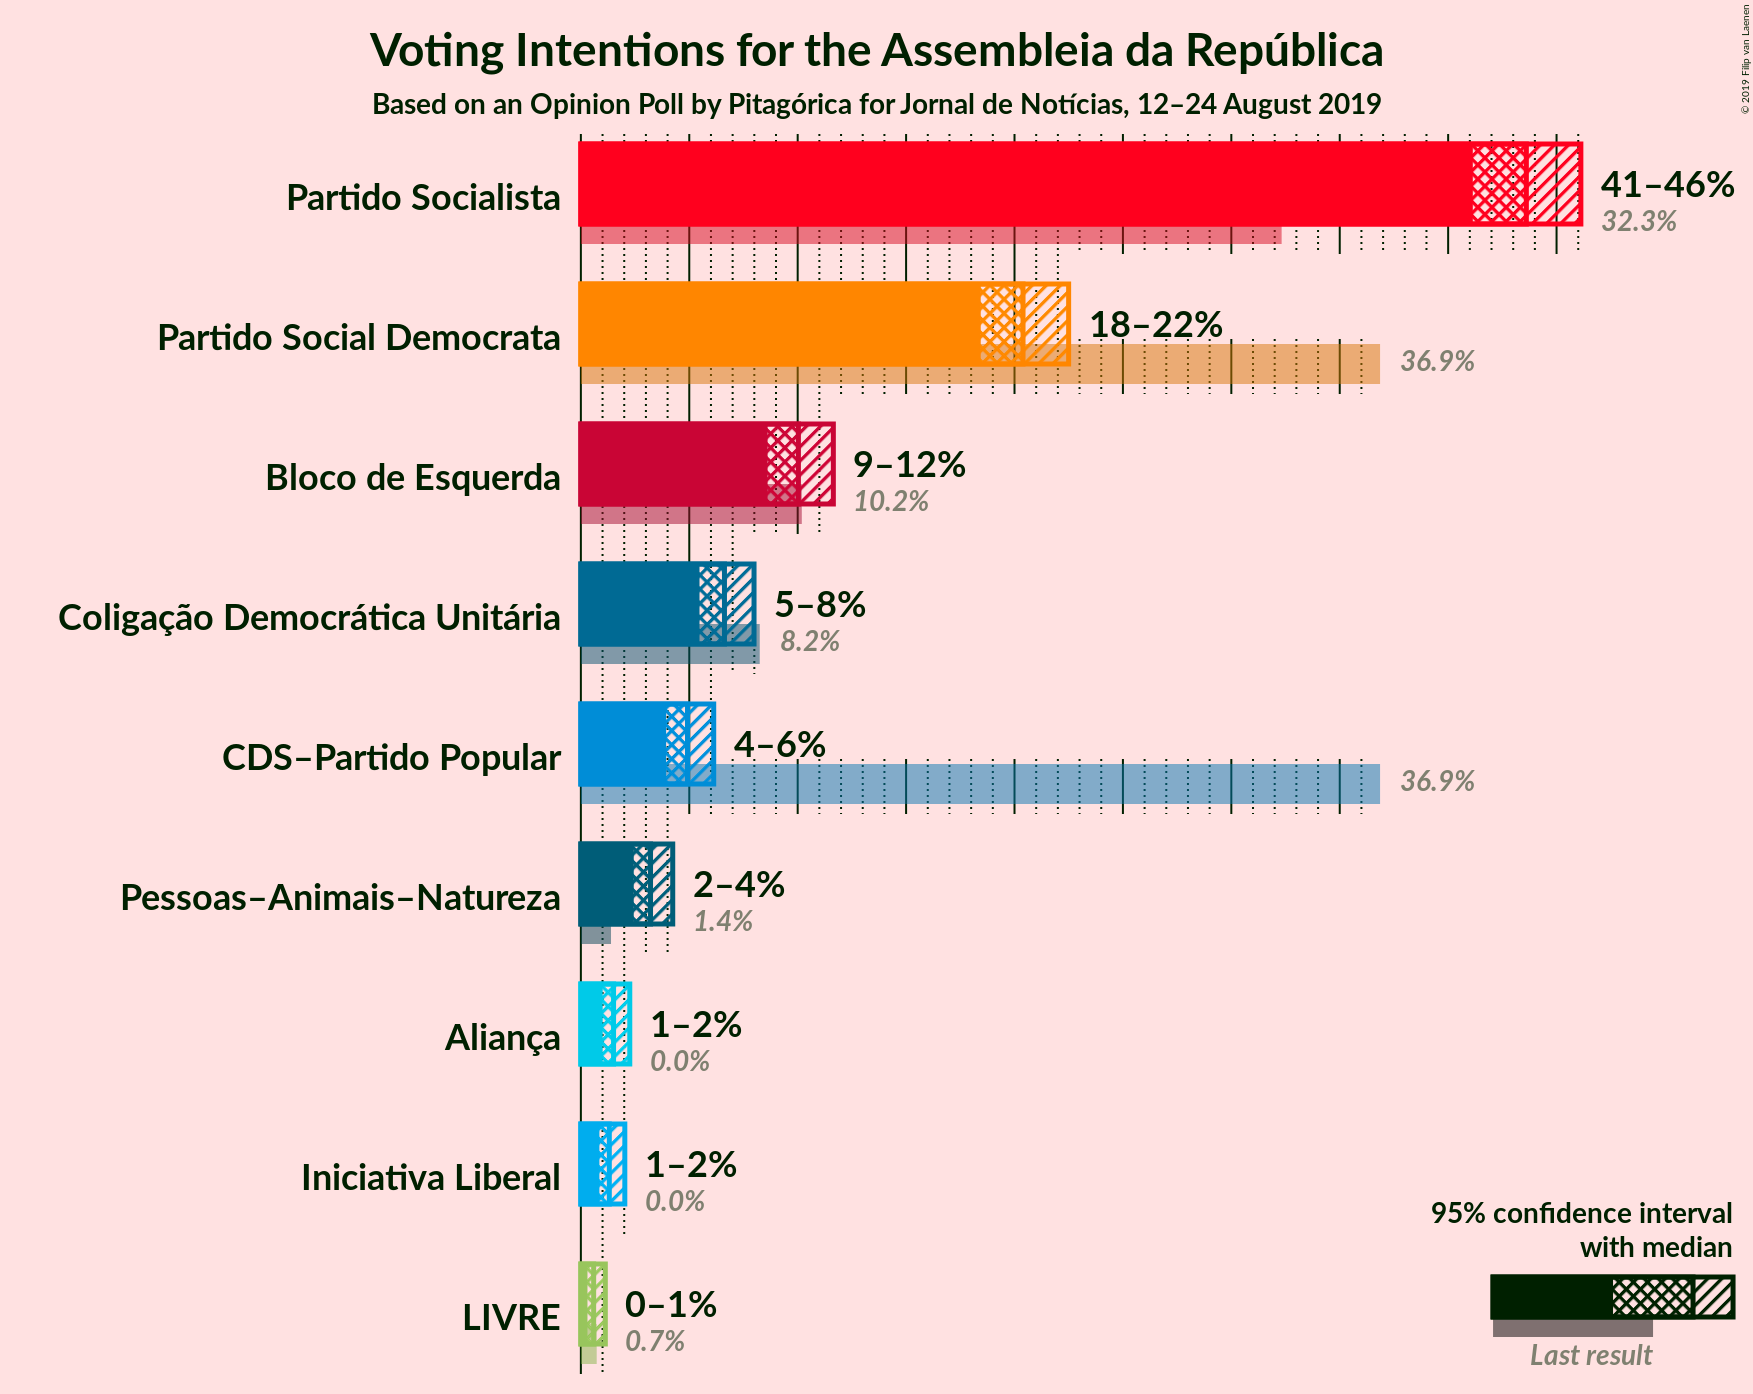 Voting Intentions for the Assembleia da República
Based on an Opinion Poll by Pitagórica for Jornal de Notícias, 12–24 August 2019
© 2019 Filip van Laenen
Partido Socialista
41–46%
32.3%
Partido Social Democrata
18–22%
36.9%
Bloco de Esquerda
9–12%
10.2%
Coligação Democrática Unitária
5–8%
8.2%
CDS–Partido Popular
4–6%
36.9%
Pessoas–Animais–Natureza
2–4%
1.4%
Aliança
1–2%
0.0%
Iniciativa Liberal
1–2%
0.0%
LIVRE
0–1%
0.7%
95% confidence interval
with median
Last result